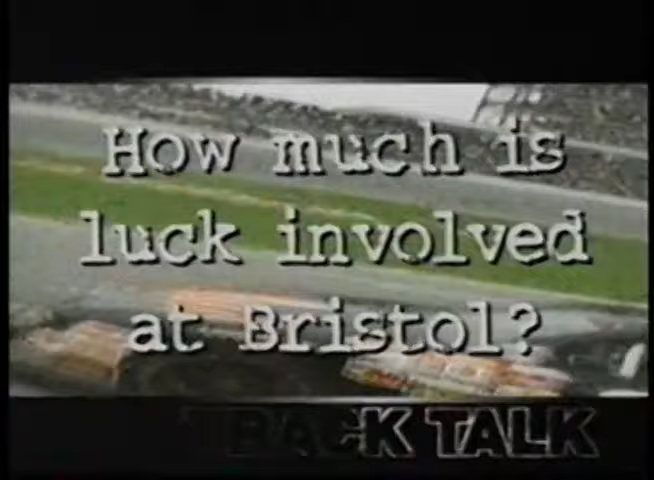 How much is
luck involved
at Bristol?
TRACK TALK